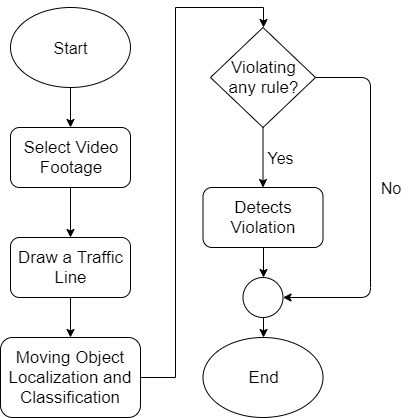 Start
Select Video
Footage
Draw a Traffic
Line
Moving Object
Localization and
Classification
Violating
any rule?
Yes
No
Detects
Violation
End